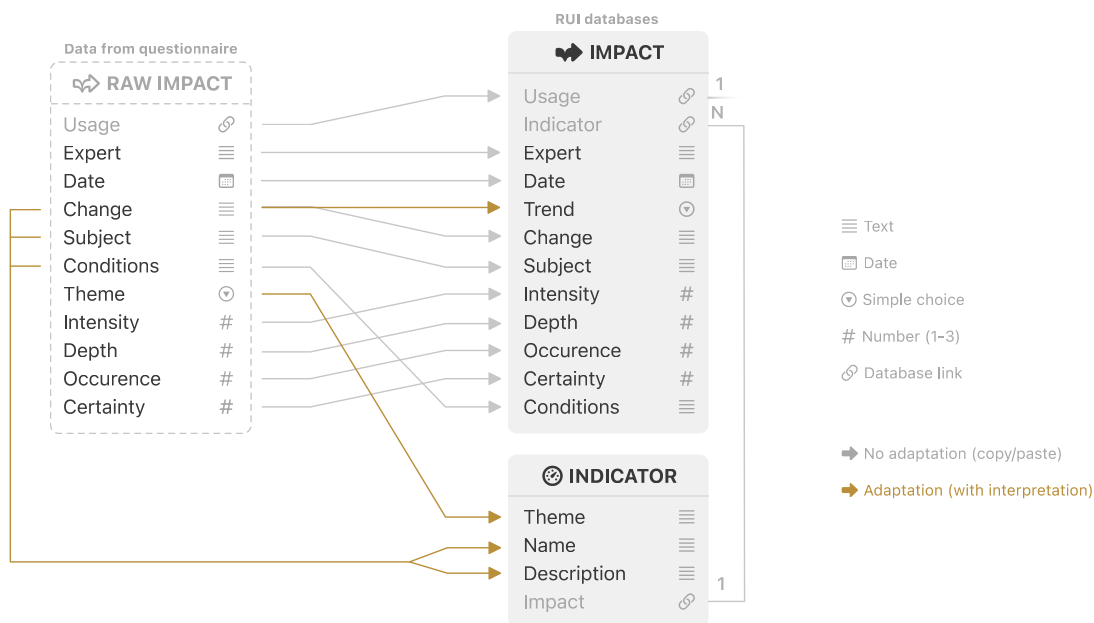 RUI databases
Data from questionnaire
RAW IMPACT
Usage
Expert
Date
Change
Subject
Conditions
Theme
Intensity
Depth
Occurence
Certainty
IMPACT
1
Usage
N
Indicator
Expert
Date
Trend
Change
Subject
Intensity
Depth
Occurence
Certainty
Conditions
INDICATOR
Theme
Name
Description
1
Impact
Text
Date
Simple choice
# Number (1–3)
Database link
No adaptation (copy/paste)
Adaptation (with interpretation)